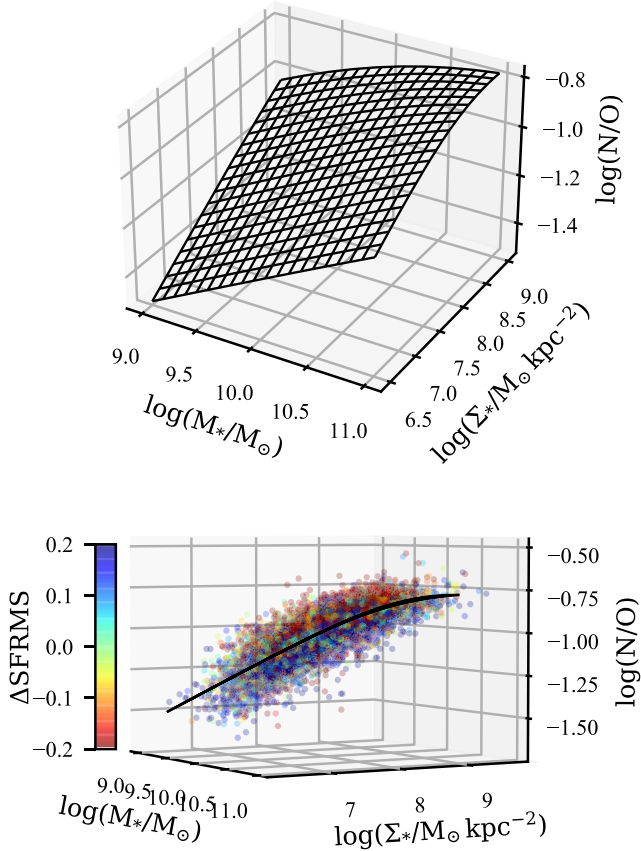 −0.8
−1.0
−1.2
−1.4
log(N/O)
9.0
9.5
10.0
10.5
11.0
log(M*/M⊙)
6.5
7.0
7.5
8.0
8.5
9.0
log(Σ*/M⊙ kpc⁻²)
0.2
0.1
0.0
−0.1
−0.2
ΔSFRMS
−0.50
−0.75
−1.00
−1.25
−1.50
log(N/O)
9.0 9.5 10.0 10.5 11.0
log(M*/M⊙)
7 8 9
log(Σ*/M⊙ kpc⁻²)